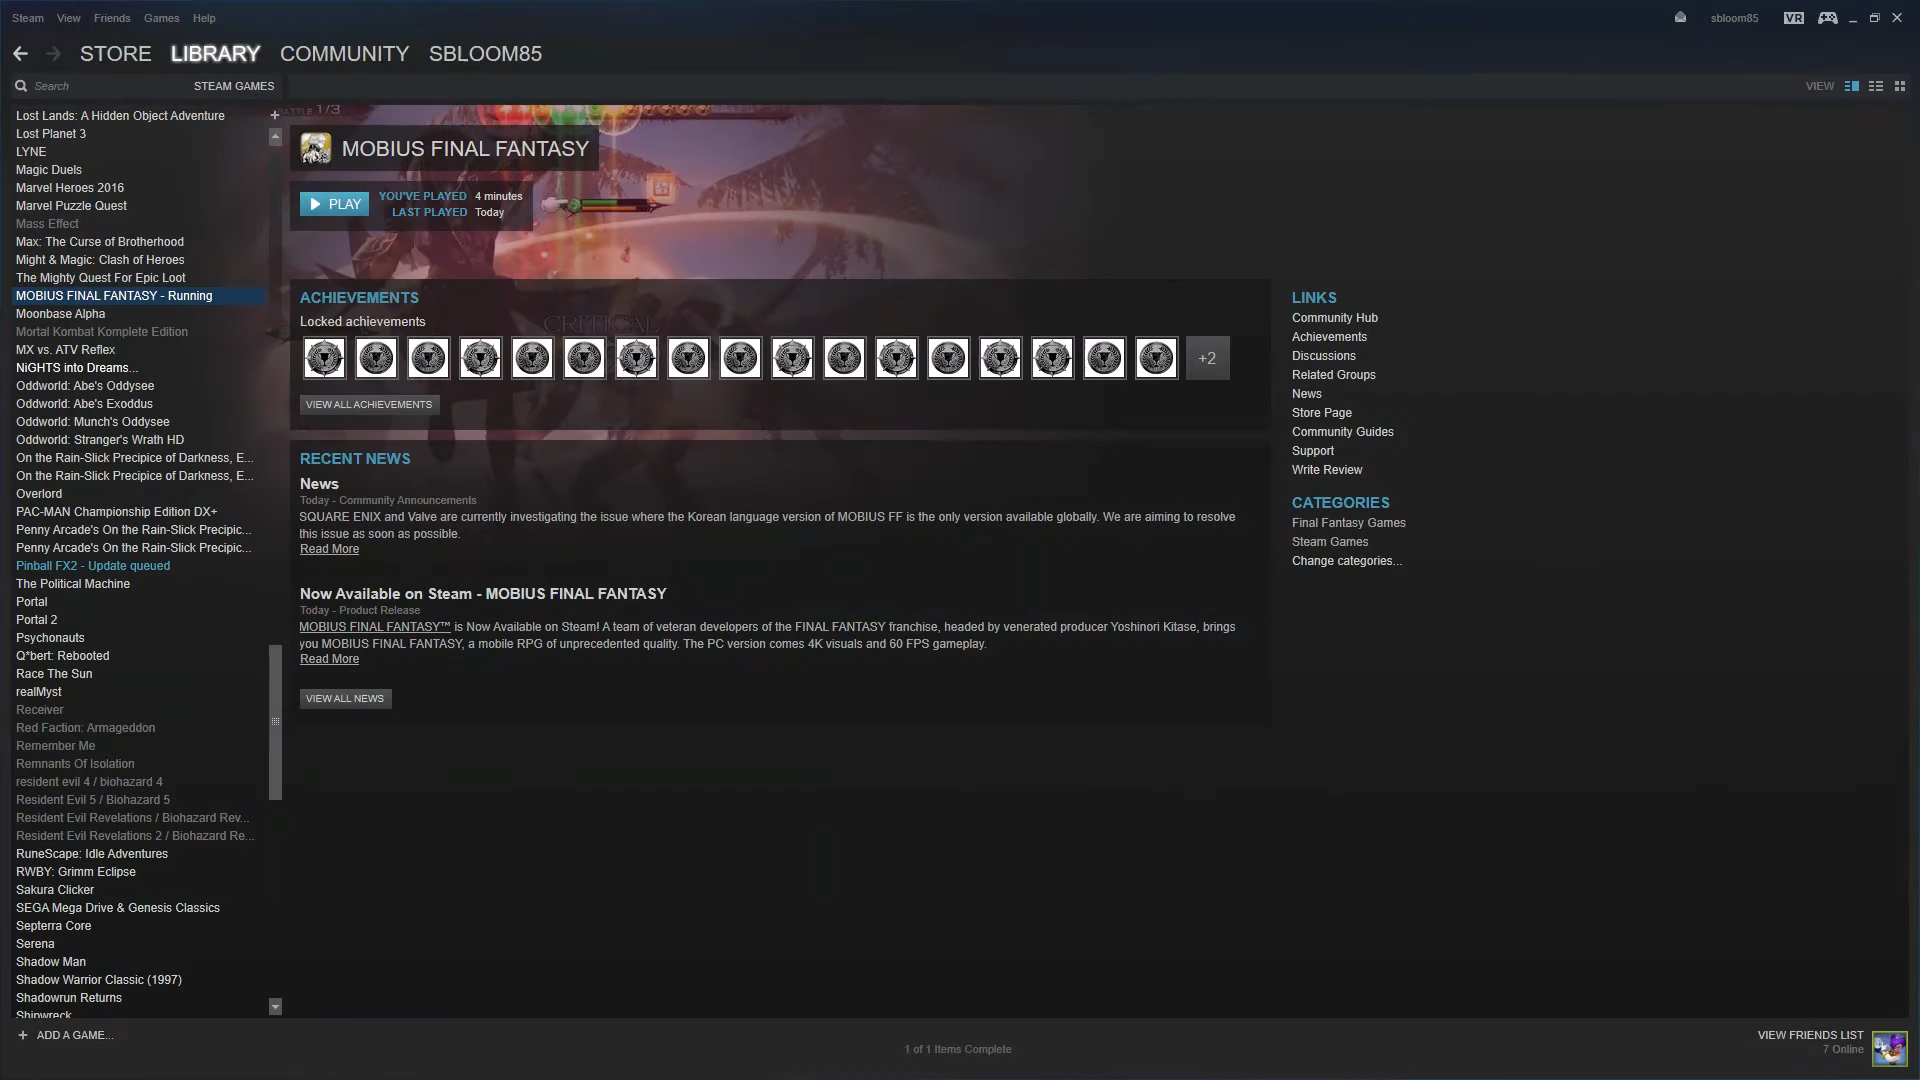 Steam View Friends Games Help
sbloom85 VR
STORE LIBRARY COMMUNITY SBLOOM85
Search STEAM GAMES
VIEW
Lost Lands: A Hidden Object Adventure
Lost Planet 3
LYNE
Magic Duels
Marvel Heroes 2016
Marvel Puzzle Quest
Mass Effect
Max: The Curse of Brotherhood
Might & Magic: Clash of Heroes
The Mighty Quest For Epic Loot
MOBIUS FINAL FANTASY - Running
Moonbase Alpha
Mortal Kombat Komplete Edition
MX vs. ATV Reflex
NiGHTS into Dreams...
Oddworld: Abe's Oddysee
Oddworld: Abe's Exoddus
Oddworld: Munch's Oddysee
Oddworld: Stranger's Wrath HD
On the Rain-Slick Precipice of Darkness, E...
On the Rain-Slick Precipice of Darkness, E...
Overlord
PAC-MAN Championship Edition DX+
Penny Arcade's On the Rain-Slick Precipic...
Penny Arcade's On the Rain-Slick Precipic...
Pinball FX2 - Update queued
The Political Machine
Portal
Portal 2
Psychonauts
Q*bert: Rebooted
Race The Sun
realMyst
Receiver
Red Faction: Armageddon
Remember Me
Remnants Of Isolation
resident evil 4 / biohazard 4
Resident Evil 5 / Biohazard 5
Resident Evil Revelations / Biohazard Rev...
Resident Evil Revelations 2 / Biohazard Re...
RuneScape: Idle Adventures
RWBY: Grimm Eclipse
Sakura Clicker
SEGA Mega Drive & Genesis Classics
Septerra Core
Serena
Shadow Man
Shadow Warrior Classic (1997)
Shadowrun Returns
Shipwreck
+ ADD A GAME...
BATTLE 1/3
MOBIUS FINAL FANTASY
PLAY
YOU'VE PLAYED 4 minutes
LAST PLAYED Today
ACHIEVEMENTS
Locked achievements
CRITICAL
+2
VIEW ALL ACHIEVEMENTS
RECENT NEWS
News
Today - Community Announcements
SQUARE ENIX and Valve are currently investigating the issue where the Korean language version of MOBIUS FF is the only version available globally. We are aiming to resolve
this issue as soon as possible.
Read More
Now Available on Steam - MOBIUS FINAL FANTASY
Today - Product Release
MOBIUS FINAL FANTASY™ is Now Available on Steam! A team of veteran developers of the FINAL FANTASY franchise, headed by venerated producer Yoshinori Kitase, brings
you MOBIUS FINAL FANTASY, a mobile RPG of unprecedented quality. The PC version comes 4K visuals and 60 FPS gameplay.
Read More
VIEW ALL NEWS
LINKS
Community Hub
Achievements
Discussions
Related Groups
News
Store Page
Community Guides
Support
Write Review
CATEGORIES
Final Fantasy Games
Steam Games
Change categories...
1 of 1 Items Complete
VIEW FRIENDS LIST
7 Online